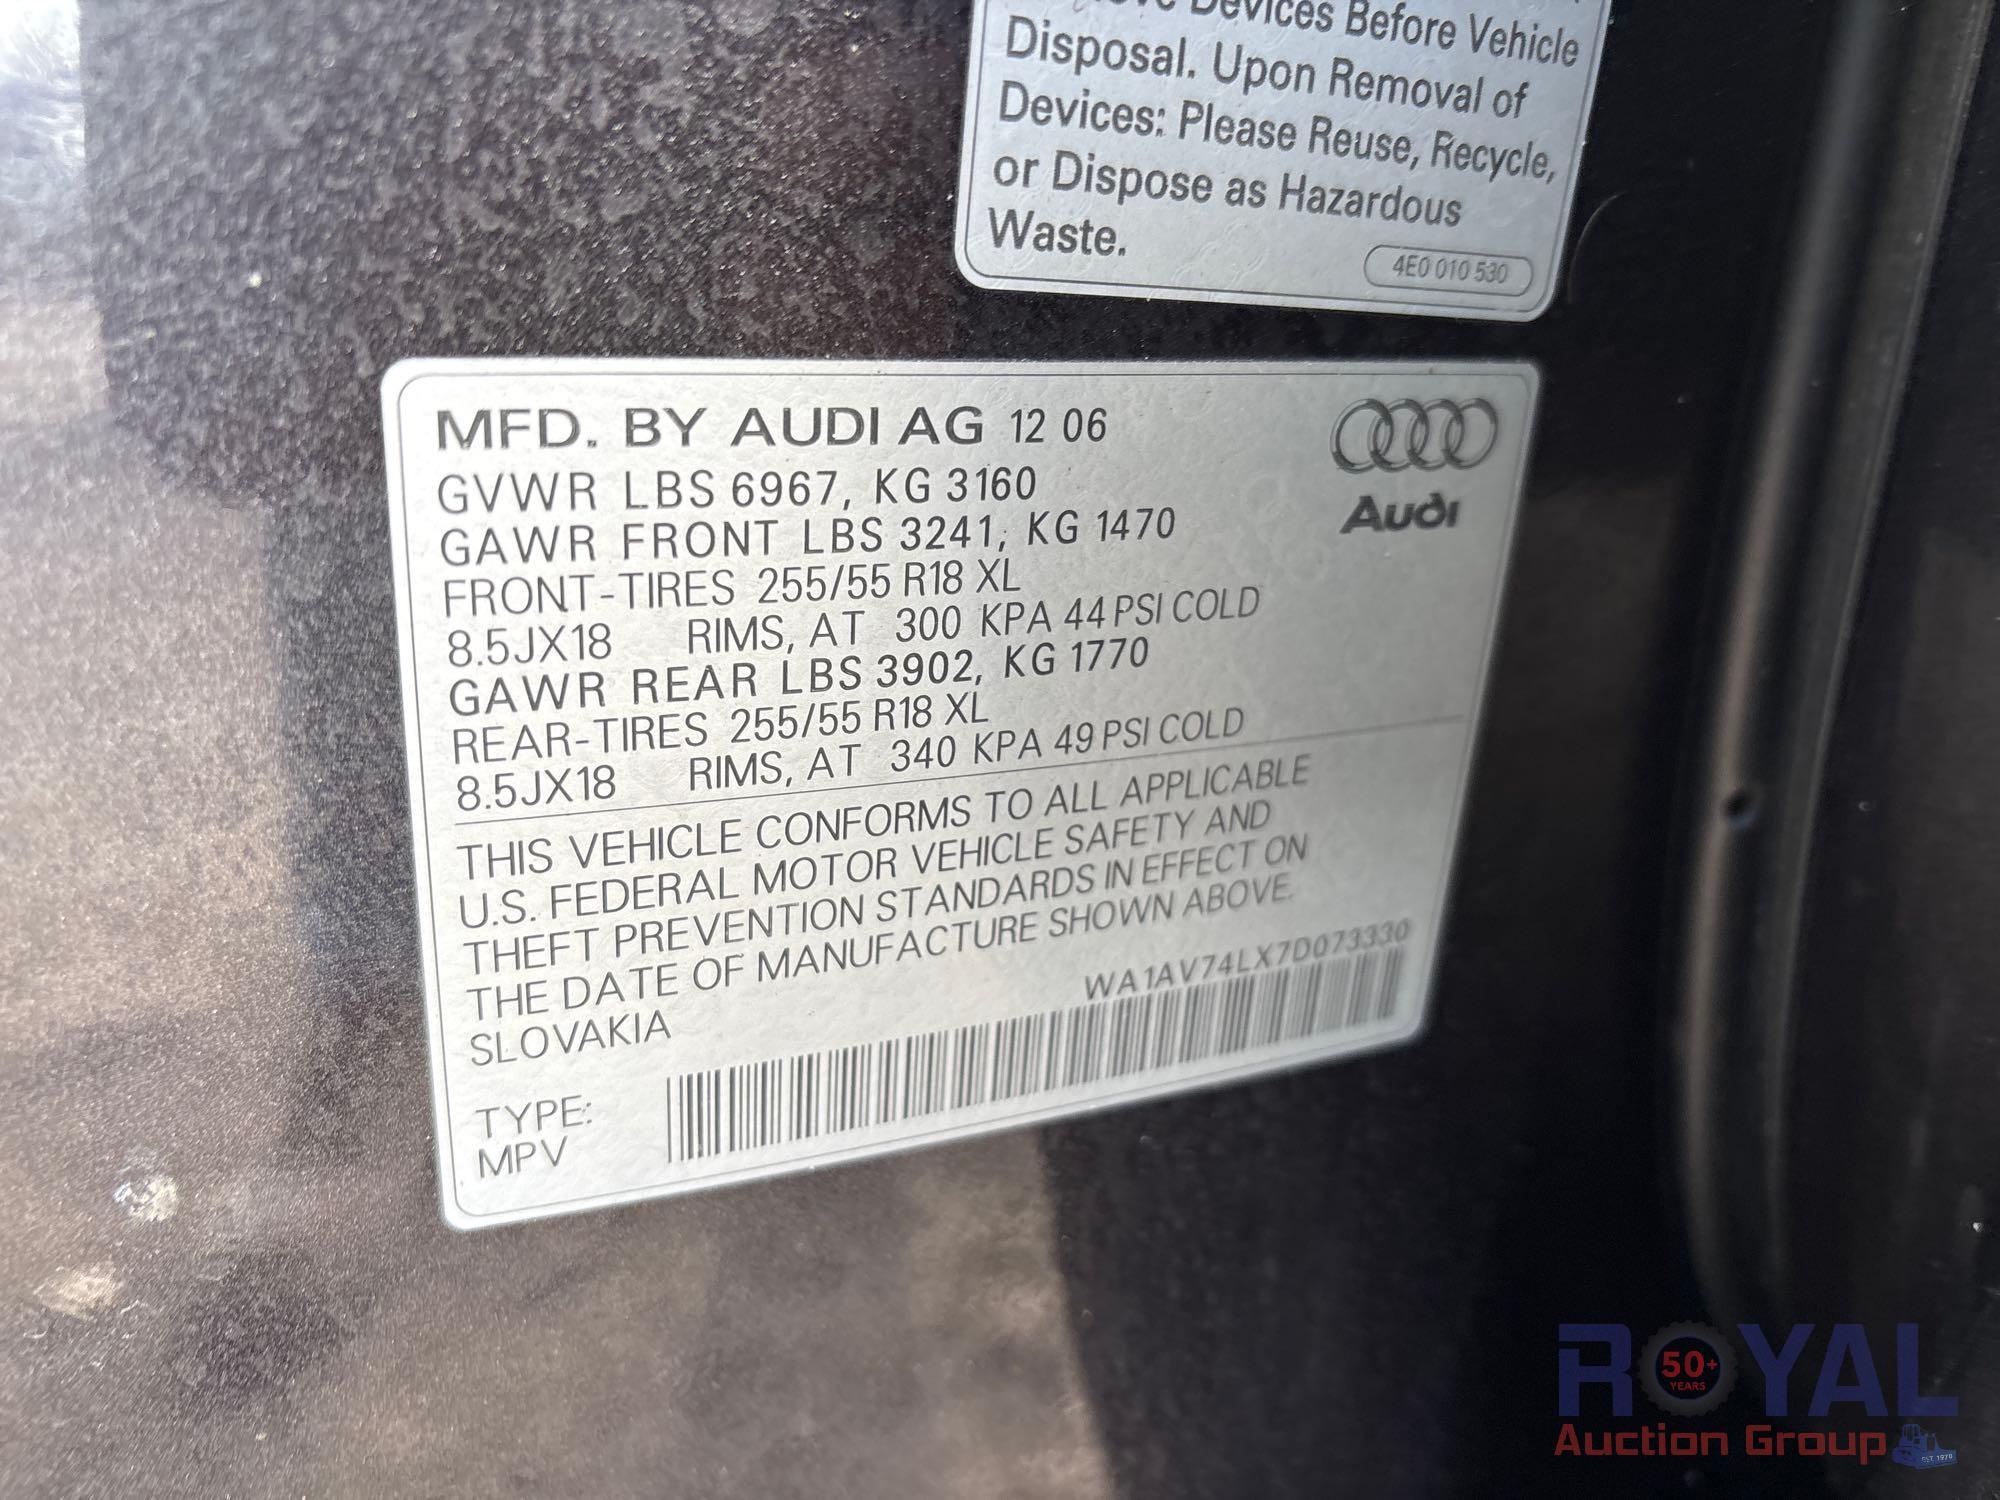 Devices Before Vehicle
Disposal. Upon Removal of
Devices: Please Reuse, Recycle,
or Dispose as Hazardous
Waste.
4E0 010 530
MFD. BY AUDI AG 12 06
GVWR LBS 6967, KG 3160
GAWR FRONT LBS 3241, KG 1470
FRONT-TIRES 255/55 R18 XL
8.5JX18 RIMS, AT 300 KPA 44 PSI COLD
GAWR REAR LBS 3902, KG 1770
REAR-TIRES 255/55 R18 XL
8.5JX18 RIMS, AT 340 KPA 49 PSI COLD
Audi
THIS VEHICLE CONFORMS TO ALL APPLICABLE
U.S. FEDERAL MOTOR VEHICLE SAFETY AND
THEFT PREVENTION STANDARDS IN EFFECT ON
THE DATE OF MANUFACTURE SHOWN ABOVE.
SLOVAKIA
WA1AV74LX7D073330
TYPE:
MPV
ROYAL
50+
YEARS
Auction Group
EST. 1970